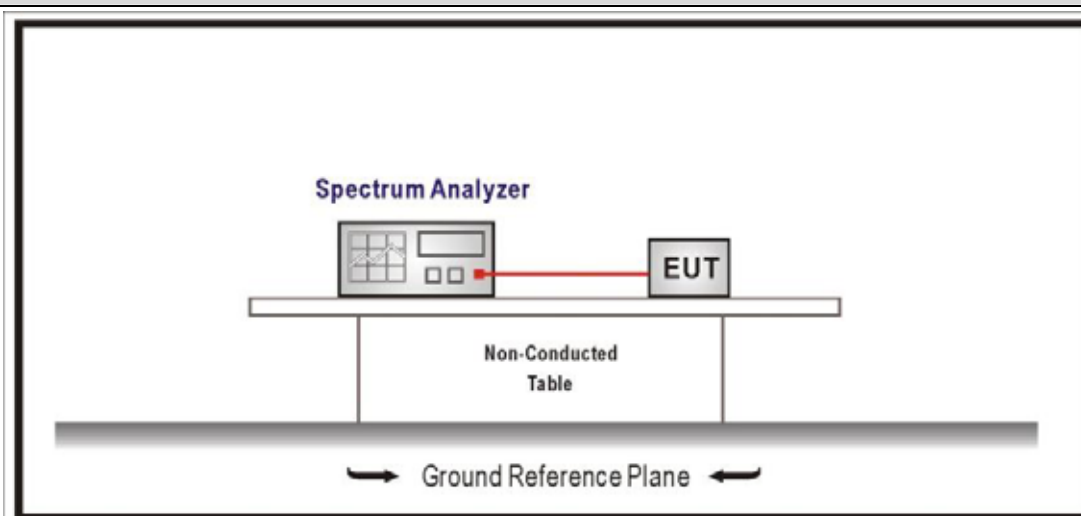 Spectrum Analyzer
EUT
Non-Conducted
Table
Ground Reference Plane